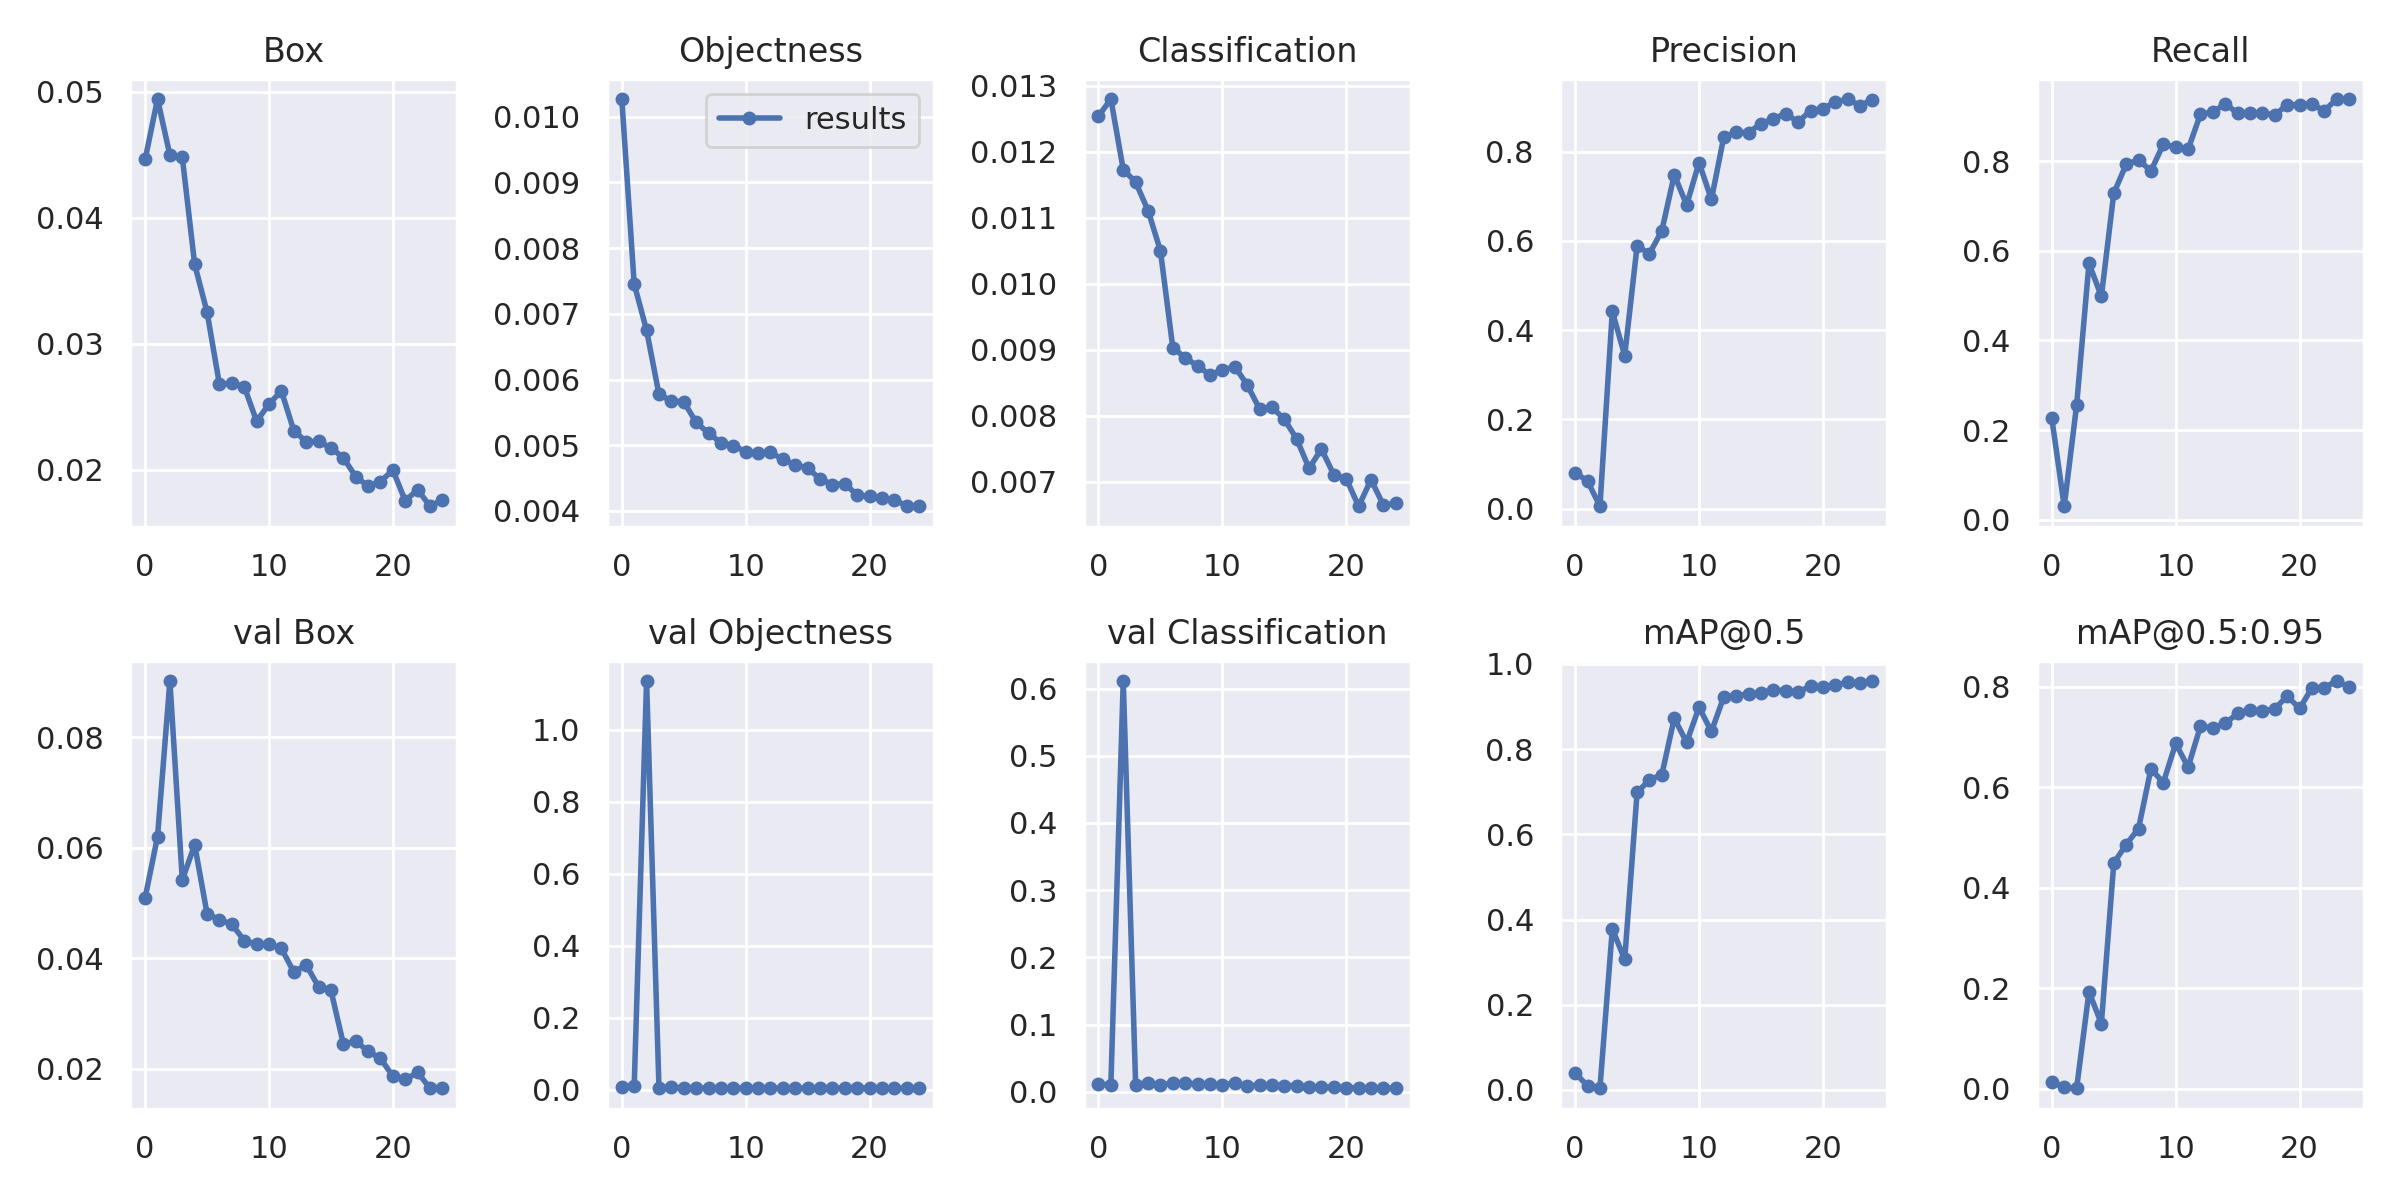 Box
0.05
0.04
0.03
0.02
0 10 20
Objectness
results
0.010
0.009
0.008
0.007
0.006
0.005
0.004
0 10 20
Classification
0.013
0.012
0.011
0.010
0.009
0.008
0.007
0 10 20
Precision
0.8
0.6
0.4
0.2
0.0
0 10 20
Recall
0.8
0.6
0.4
0.2
0.0
0 10 20
val Box
0.08
0.06
0.04
0.02
0 10 20
val Objectness
1.0
0.8
0.6
0.4
0.2
0.0
0 10 20
val Classification
0.6
0.5
0.4
0.3
0.2
0.1
0.0
0 10 20
mAP@0.5
1.0
0.8
0.6
0.4
0.2
0.0
0 10 20
mAP@0.5:0.95
0.8
0.6
0.4
0.2
0.0
0 10 20